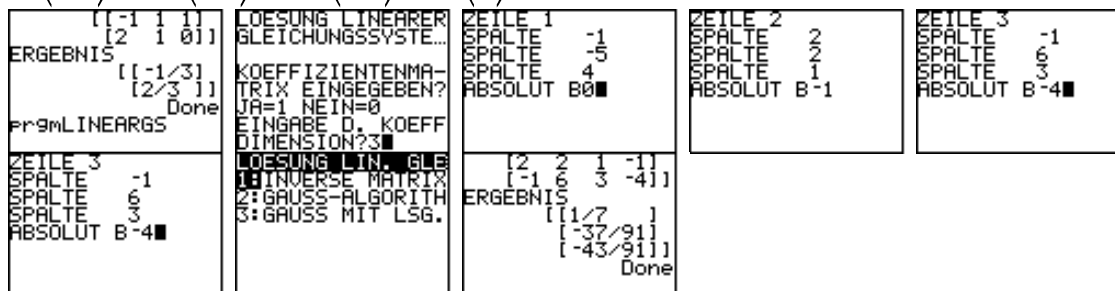 [[-1 1 1]
[2 1 0]]
ERGEBNIS
[[-1/3]
[2/3 ]]
Done
prgmLINEARGS
LOESUNG LINEARER
GLEICHUNGSSYSTE…
KOEFFIZIENTENMA-
TRIX EINGEGEBEN?
JA=1 NEIN=0
EINGABE D. KOEFF
DIMENSION?3
ZEILE 1
SPALTE -1
SPALTE -5
SPALTE 4
ABSOLUT B0
ZEILE 2
SPALTE 2
SPALTE 2
SPALTE 1
ABSOLUT B-1
ZEILE 3
SPALTE -1
SPALTE 6
SPALTE 3
ABSOLUT B-4
ZEILE 3
SPALTE -1
SPALTE 6
SPALTE 3
ABSOLUT B-4
LOESUNG LIN. GLE
1:INVERSE MATRIX
2:GAUSS-ALGORITH
3:GAUSS MIT LSG.
[2 2 1 -1]
[-1 6 3 -4]]
ERGEBNIS
[[1/7 ]
[-37/91]
[-43/91]]
Done